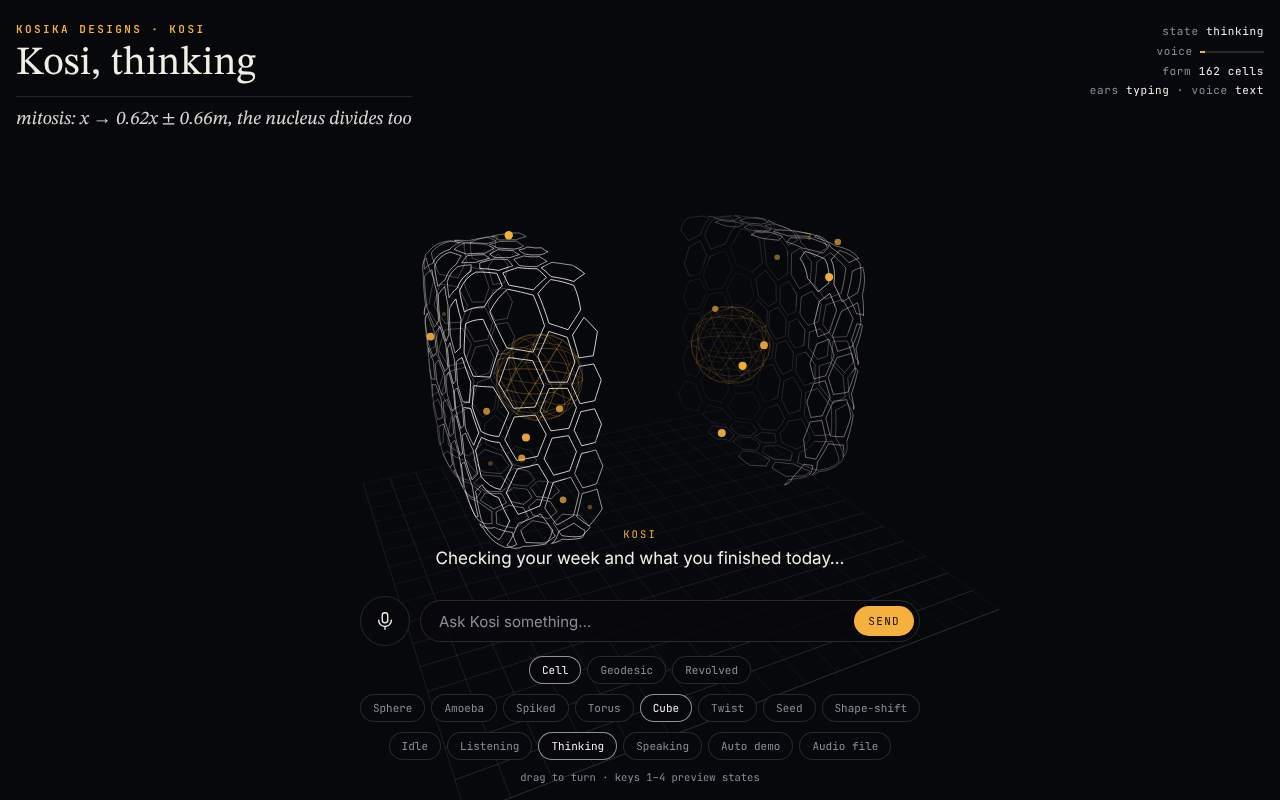 KOSIKA DESIGNS · KOSI
Kosi, thinking
mitosis: x → 0.62x ± 0.66m, the nucleus divides too
state thinking
voice
form 162 cells
ears typing · voice text
KOSI
Checking your week and what you finished today...
Ask Kosi something...
SEND
Cell Geodesic Revolved
Sphere Amoeba Spiked Torus Cube Twist Seed Shape-shift
Idle Listening Thinking Speaking Auto demo Audio file
drag to turn · keys 1–4 preview states